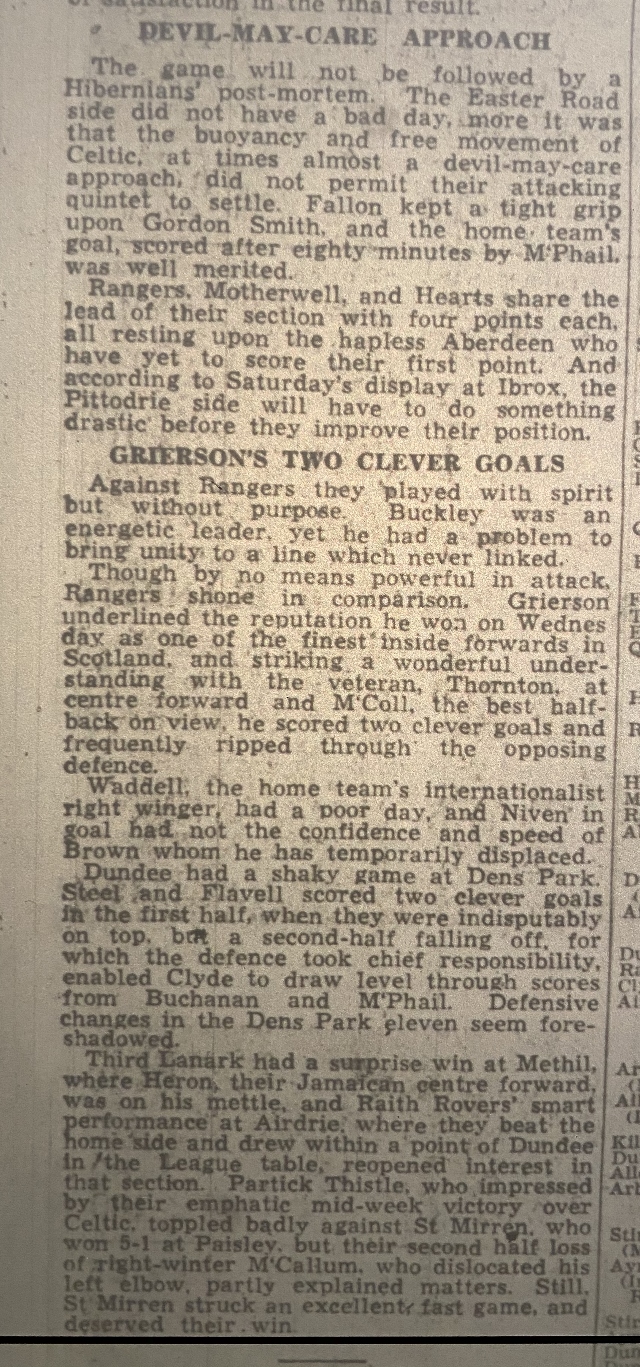 of satisfaction in the final result.
DEVIL-MAY-CARE APPROACH
The game will not be followed by a
Hibernians' post-mortem. The Easter Road
side did not have a bad day, more it was
that the buoyancy and free movement of
Celtic, at times almost a devil-may-care
approach, did not permit their attacking
quintet to settle. Fallon kept a tight grip
upon Gordon Smith, and the home team's
goal, scored after eighty minutes by M'Phail,
was well merited.
Rangers, Motherwell, and Hearts share the
lead of their section with four points each,
all resting upon the hapless Aberdeen who
have yet to score their first point. And
according to Saturday's display at Ibrox, the
Pittodrie side will have to do something
drastic before they improve their position.
GRIERSON'S TWO CLEVER GOALS
Against Rangers they played with spirit
but without purpose. Buckley was an
energetic leader, yet he had a problem to
bring unity to a line which never linked.
Though by no means powerful in attack,
Rangers shone in comparison. Grierson
underlined the reputation he won on Wednes
day as one of the finest inside forwards in
Scotland, and striking a wonderful under-
standing with the veteran, Thornton, at
centre forward and M'Coll, the best half-
back on view, he scored two clever goals and
frequently ripped through the opposing
defence.
Waddell, the home team's internationalist
right winger, had a poor day, and Niven in
goal had not the confidence and speed of
Brown whom he has temporarily displaced.
Dundee had a shaky game at Dens Park.
Steel and Flavell scored two clever goals
in the first half, when they were indisputably
on top, but a second-half falling off, for
which the defence took chief responsibility,
enabled Clyde to draw level through scores
from Buchanan and M'Phail. Defensive
changes in the Dens Park eleven seem fore-
shadowed.
Third Lanark had a surprise win at Methil,
where Heron, their Jamaican centre forward,
was on his mettle, and Raith Rovers' smart
performance at Airdrie, where they beat the
home side and drew within a point of Dundee
in the League table, reopened interest in
that section. Partick Thistle, who impressed
by their emphatic mid-week victory over
Celtic, toppled badly against St Mirren, who
won 5-1 at Paisley, but their second half loss
of right-winter M'Callum, who dislocated his
left elbow, partly explained matters. Still,
St Mirren struck an excellent, fast game, and
deserved their win